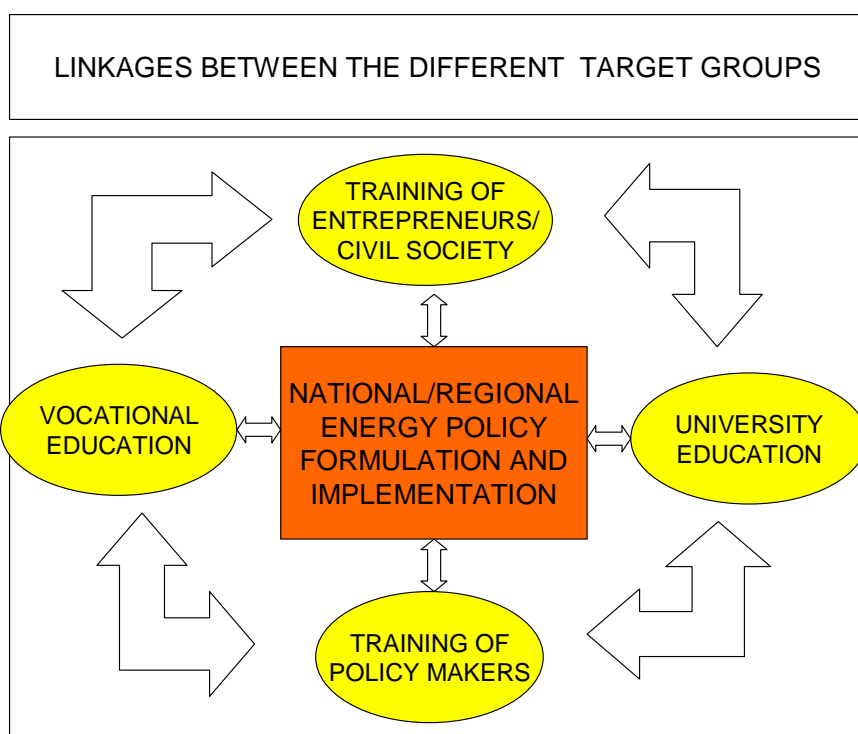 LINKAGES BETWEEN THE DIFFERENT TARGET GROUPS
TRAINING OF
ENTREPRENEURS/
CIVIL SOCIETY
VOCATIONAL
EDUCATION
NATIONAL/REGIONAL
ENERGY POLICY
FORMULATION AND
IMPLEMENTATION
UNIVERSITY
EDUCATION
TRAINING OF
POLICY MAKERS